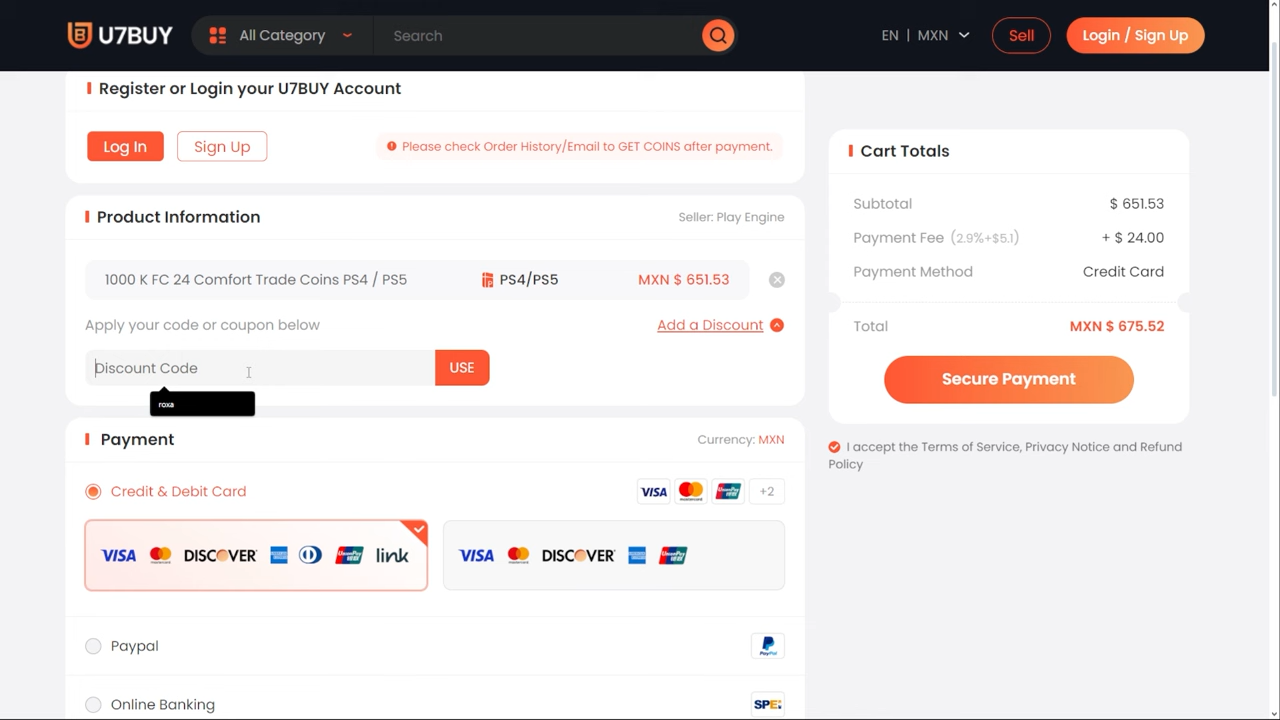 U7BUY
All Category
Search
EN | MXN
Sell
Login / Sign Up
Register or Login your U7BUY Account
Log In
Sign Up
Please check Order History/Email to GET COINS after payment.
Product Information
Seller: Play Engine
1000 K FC 24 Comfort Trade Coins PS4 / PS5
PS4/PS5
MXN $ 651.53
Apply your code or coupon below
Add a Discount
Discount Code
USE
roxa
Payment
Currency: MXN
Credit & Debit Card
VISA mastercard UnionPay +2
VISA DISCOVER link
VISA DISCOVER
Paypal
PayPal
Online Banking
SPEI
Cart Totals
Subtotal
$ 651.53
Payment Fee (2.9%+$5.1)
+ $ 24.00
Payment Method
Credit Card
Total
MXN $ 675.52
Secure Payment
I accept the Terms of Service, Privacy Notice and Refund
Policy